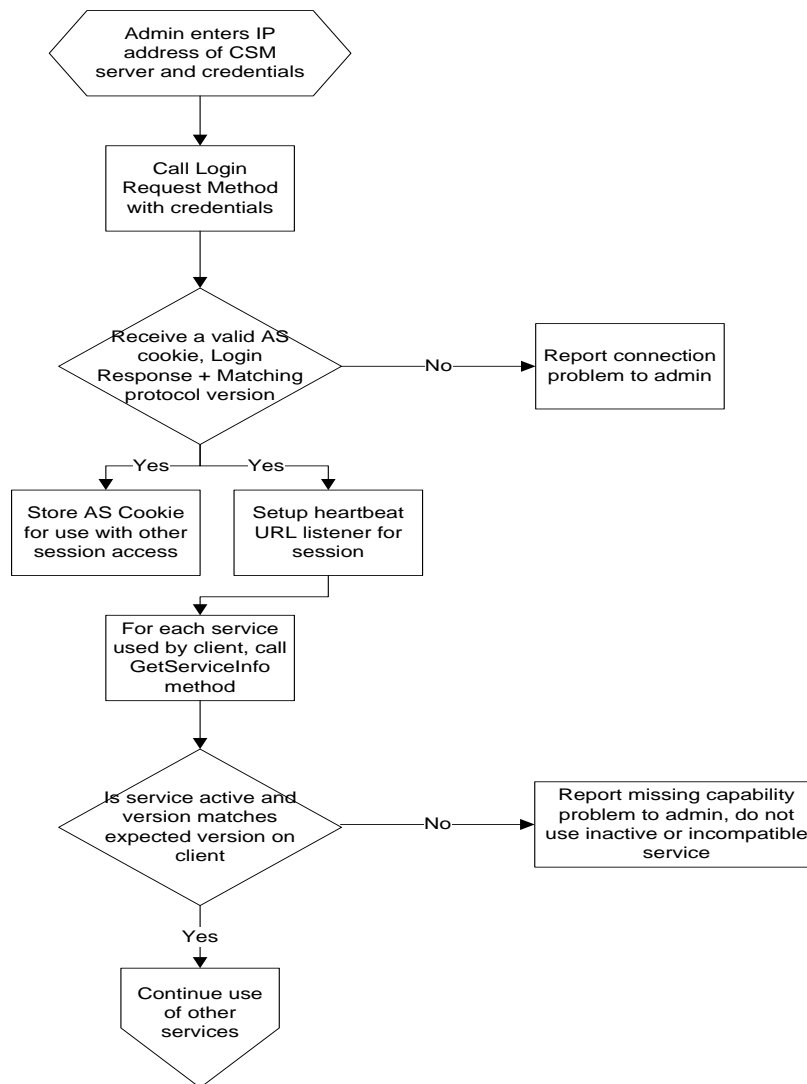 Admin enters IP
address of CSM
server and credentials
Call Login
Request Method
with credentials
Receive a valid AS
cookie, Login
Response + Matching
protocol version
No
Report connection
problem to admin
Yes
Yes
Store AS Cookie
for use with other
session access
Setup heartbeat
URL listener for
session
For each service
used by client, call
GetServiceInfo
method
Is service active and
version matches
expected version on
client
No
Report missing capability
problem to admin, do not
use inactive or incompatible
service
Yes
Continue use
of other
services